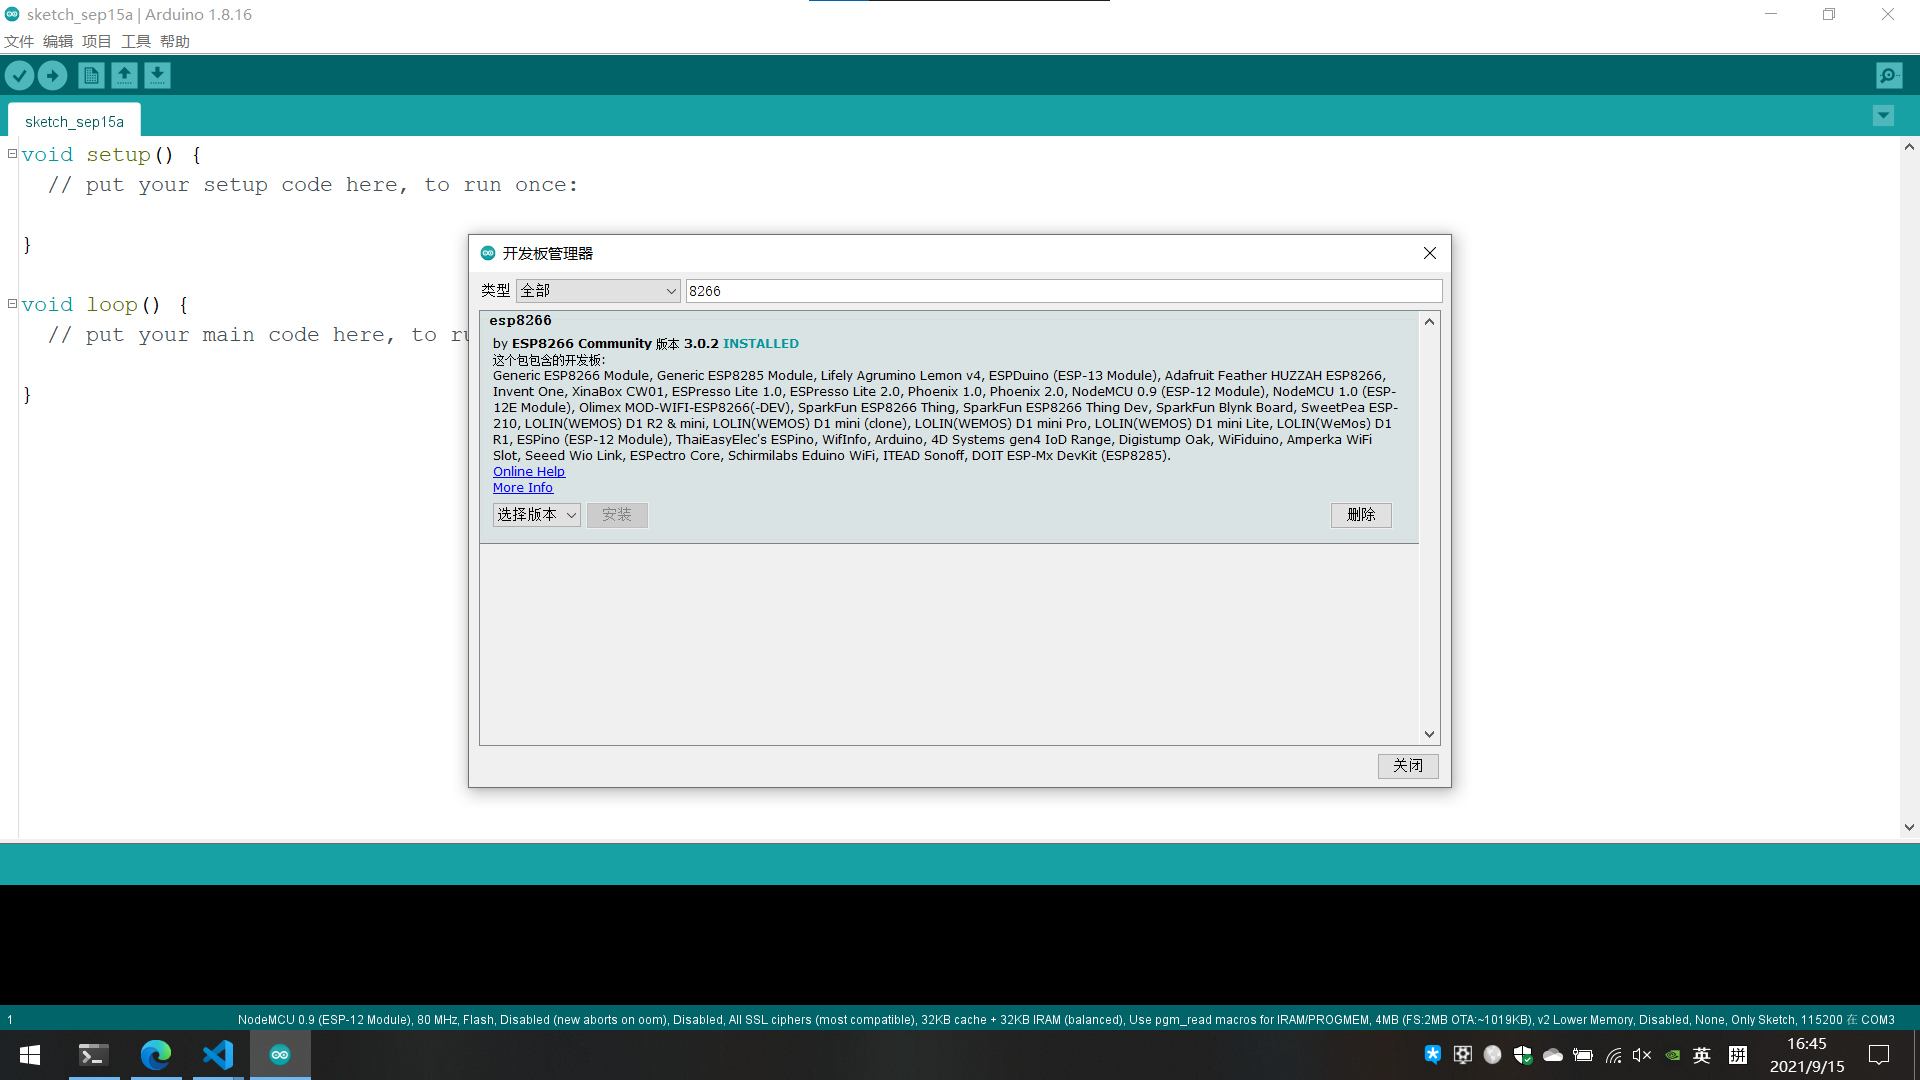 sketch_sep15a | Arduino 1.8.16
文件 编辑 项目 工具 帮助
sketch_sep15a
void setup() {
// put your setup code here, to run once:
}
void loop() {
// put your main code here, to ru
}
开发板管理器
类型 全部 8266
esp8266
by ESP8266 Community 版本 3.0.2 INSTALLED
这个包包含的开发板:
Generic ESP8266 Module, Generic ESP8285 Module, Lifely Agrumino Lemon v4, ESPDuino (ESP-13 Module), Adafruit Feather HUZZAH ESP8266,
Invent One, XinaBox CW01, ESPresso Lite 1.0, ESPresso Lite 2.0, Phoenix 1.0, Phoenix 2.0, NodeMCU 0.9 (ESP-12 Module), NodeMCU 1.0 (ESP-
12E Module), Olimex MOD-WIFI-ESP8266(-DEV), SparkFun ESP8266 Thing, SparkFun ESP8266 Thing Dev, SparkFun Blynk Board, SweetPea ESP-
210, LOLIN(WEMOS) D1 R2 & mini, LOLIN(WEMOS) D1 mini (clone), LOLIN(WEMOS) D1 mini Pro, LOLIN(WEMOS) D1 mini Lite, LOLIN(WeMos) D1
R1, ESPino (ESP-12 Module), ThaiEasyElec's ESPino, WifInfo, Arduino, 4D Systems gen4 IoD Range, Digistump Oak, WiFiduino, Amperka WiFi
Slot, Seeed Wio Link, ESPectro Core, Schirmilabs Eduino WiFi, ITEAD Sonoff, DOIT ESP-Mx DevKit (ESP8285).
Online Help
More Info
选择版本 安装 删除
关闭
1 NodeMCU 0.9 (ESP-12 Module), 80 MHz, Flash, Disabled (new aborts on oom), Disabled, All SSL ciphers (most compatible), 32KB cache + 32KB IRAM (balanced), Use pgm_read macros for IRAM/PROGMEM, 4MB (FS:2MB OTA:~1019KB), v2 Lower Memory, Disabled, None, Only Sketch, 115200 在 COM3
英 拼
16:45
2021/9/15